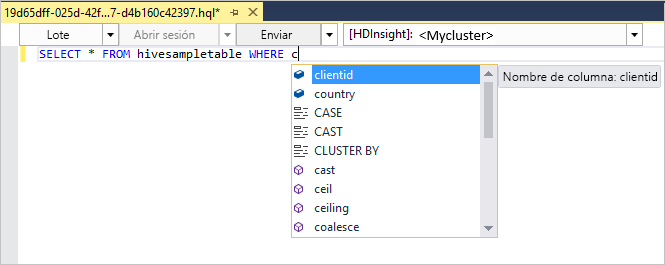 19d65dff-025d-42f...7-d4b160c42397.hql*
Lote Abrir sesión Enviar [HDInsight]: <Mycluster>
SELECT * FROM hivesampletable WHERE c
clientid Nombre de columna: clientid
country
CASE
CAST
CLUSTER BY
cast
ceil
ceiling
coalesce